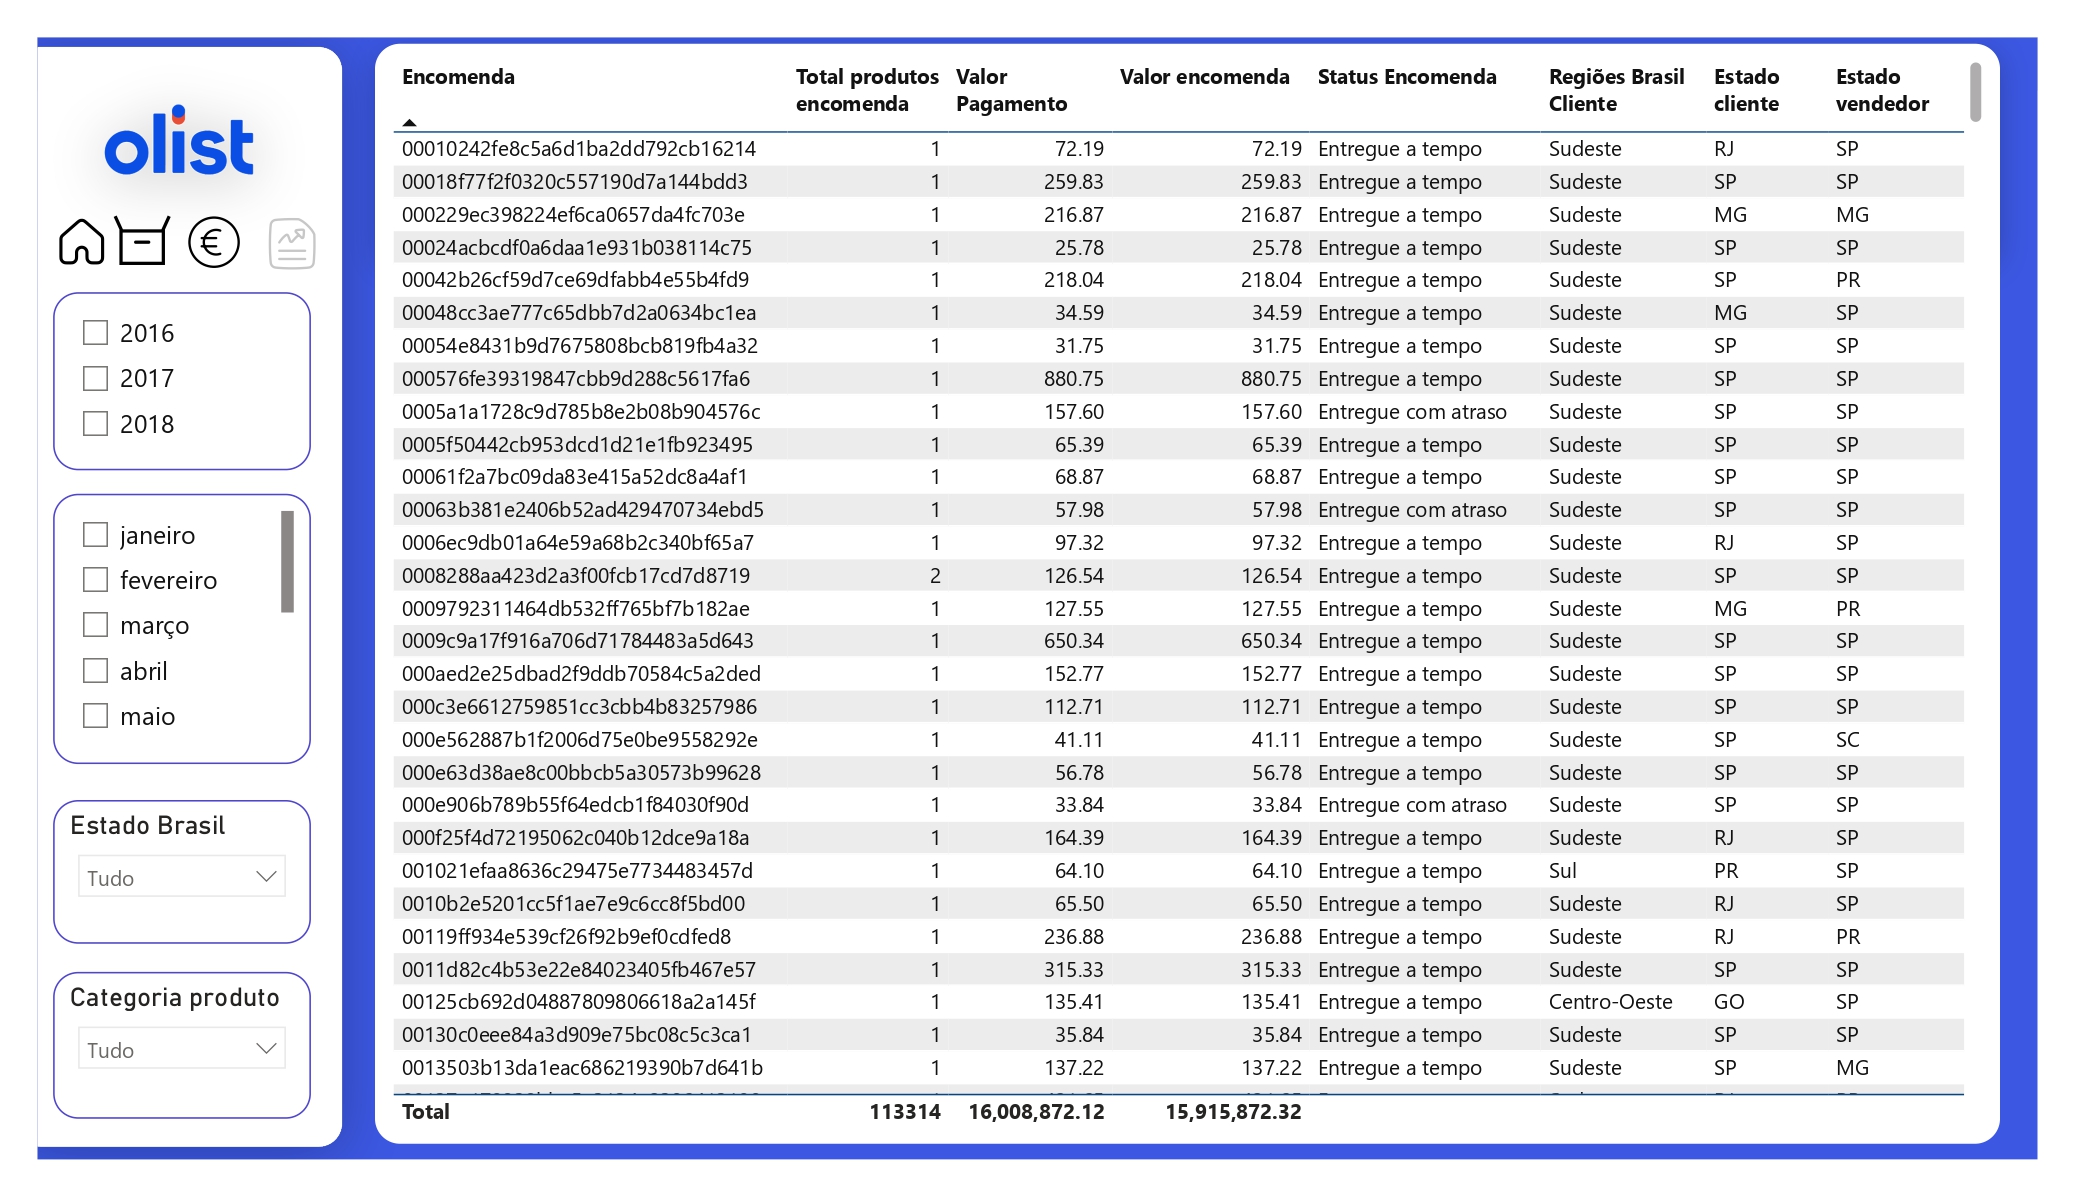 olist
2016
2017
2018
janeiro
fevereiro
março
abril
maio
Estado Brasil
Tudo
Categoria produto
Tudo
Encomenda Total produtos encomenda Valor Pagamento Valor encomenda Status Encomenda Regiões Brasil Cliente Estado cliente Estado vendedor
00010242fe8c5a6d1ba2dd792cb16214 1 72.19 72.19 Entregue a tempo Sudeste RJ SP
00018f77f2f0320c557190d7a144bdd3 1 259.83 259.83 Entregue a tempo Sudeste SP SP
000229ec398224ef6ca0657da4fc703e 1 216.87 216.87 Entregue a tempo Sudeste MG MG
00024acbcdf0a6daa1e931b038114c75 1 25.78 25.78 Entregue a tempo Sudeste SP SP
00042b26cf59d7ce69dfabb4e55b4fd9 1 218.04 218.04 Entregue a tempo Sudeste SP PR
00048cc3ae777c65dbb7d2a0634bc1ea 1 34.59 34.59 Entregue a tempo Sudeste MG SP
00054e8431b9d7675808bcb819fb4a32 1 31.75 31.75 Entregue a tempo Sudeste SP SP
000576fe39319847cbb9d288c5617fa6 1 880.75 880.75 Entregue a tempo Sudeste SP SP
0005a1a1728c9d785b8e2b08b904576c 1 157.60 157.60 Entregue com atraso Sudeste SP SP
0005f50442cb953dcd1d21e1fb923495 1 65.39 65.39 Entregue a tempo Sudeste SP SP
00061f2a7bc09da83e415a52dc8a4af1 1 68.87 68.87 Entregue a tempo Sudeste SP SP
00063b381e2406b52ad429470734ebd5 1 57.98 57.98 Entregue com atraso Sudeste SP SP
0006ec9db01a64e59a68b2c340bf65a7 1 97.32 97.32 Entregue a tempo Sudeste RJ SP
0008288aa423d2a3f00fcb17cd7d8719 2 126.54 126.54 Entregue a tempo Sudeste SP SP
0009792311464db532ff765bf7b182ae 1 127.55 127.55 Entregue a tempo Sudeste MG PR
0009c9a17f916a706d71784483a5d643 1 650.34 650.34 Entregue a tempo Sudeste SP SP
000aed2e25dbad2f9ddb70584c5a2ded 1 152.77 152.77 Entregue a tempo Sudeste SP SP
000c3e6612759851cc3cbb4b83257986 1 112.71 112.71 Entregue a tempo Sudeste SP SP
000e562887b1f2006d75e0be9558292e 1 41.11 41.11 Entregue a tempo Sudeste SP SC
000e63d38ae8c00bbcb5a30573b99628 1 56.78 56.78 Entregue a tempo Sudeste SP SP
000e906b789b55f64edcb1f84030f90d 1 33.84 33.84 Entregue com atraso Sudeste SP SP
000f25f4d72195062c040b12dce9a18a 1 164.39 164.39 Entregue a tempo Sudeste RJ SP
001021efaa8636c29475e7734483457d 1 64.10 64.10 Entregue a tempo Sul PR SP
0010b2e5201cc5f1ae7e9c6cc8f5bd00 1 65.50 65.50 Entregue a tempo Sudeste RJ SP
00119ff934e539cf26f92b9ef0cdfed8 1 236.88 236.88 Entregue a tempo Sudeste RJ PR
0011d82c4b53e22e84023405fb467e57 1 315.33 315.33 Entregue a tempo Sudeste SP SP
00125cb692d04887809806618a2a145f 1 135.41 135.41 Entregue a tempo Centro-Oeste GO SP
00130c0eee84a3d909e75bc08c5c3ca1 1 35.84 35.84 Entregue a tempo Sudeste SP SP
0013503b13da1eac686219390b7d641b 1 137.22 137.22 Entregue a tempo Sudeste SP MG
Total 113314 16,008,872.12 15,915,872.32